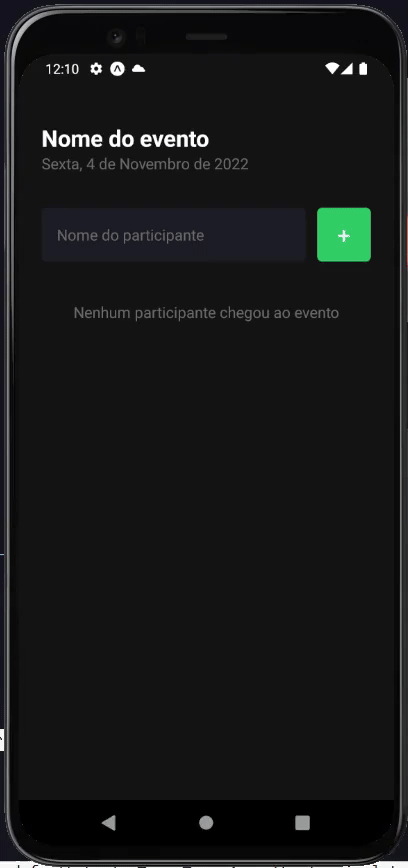 12:10
Nome do evento
Sexta, 4 de Novembro de 2022
Nome do participante
+
Nenhum participante chegou ao evento